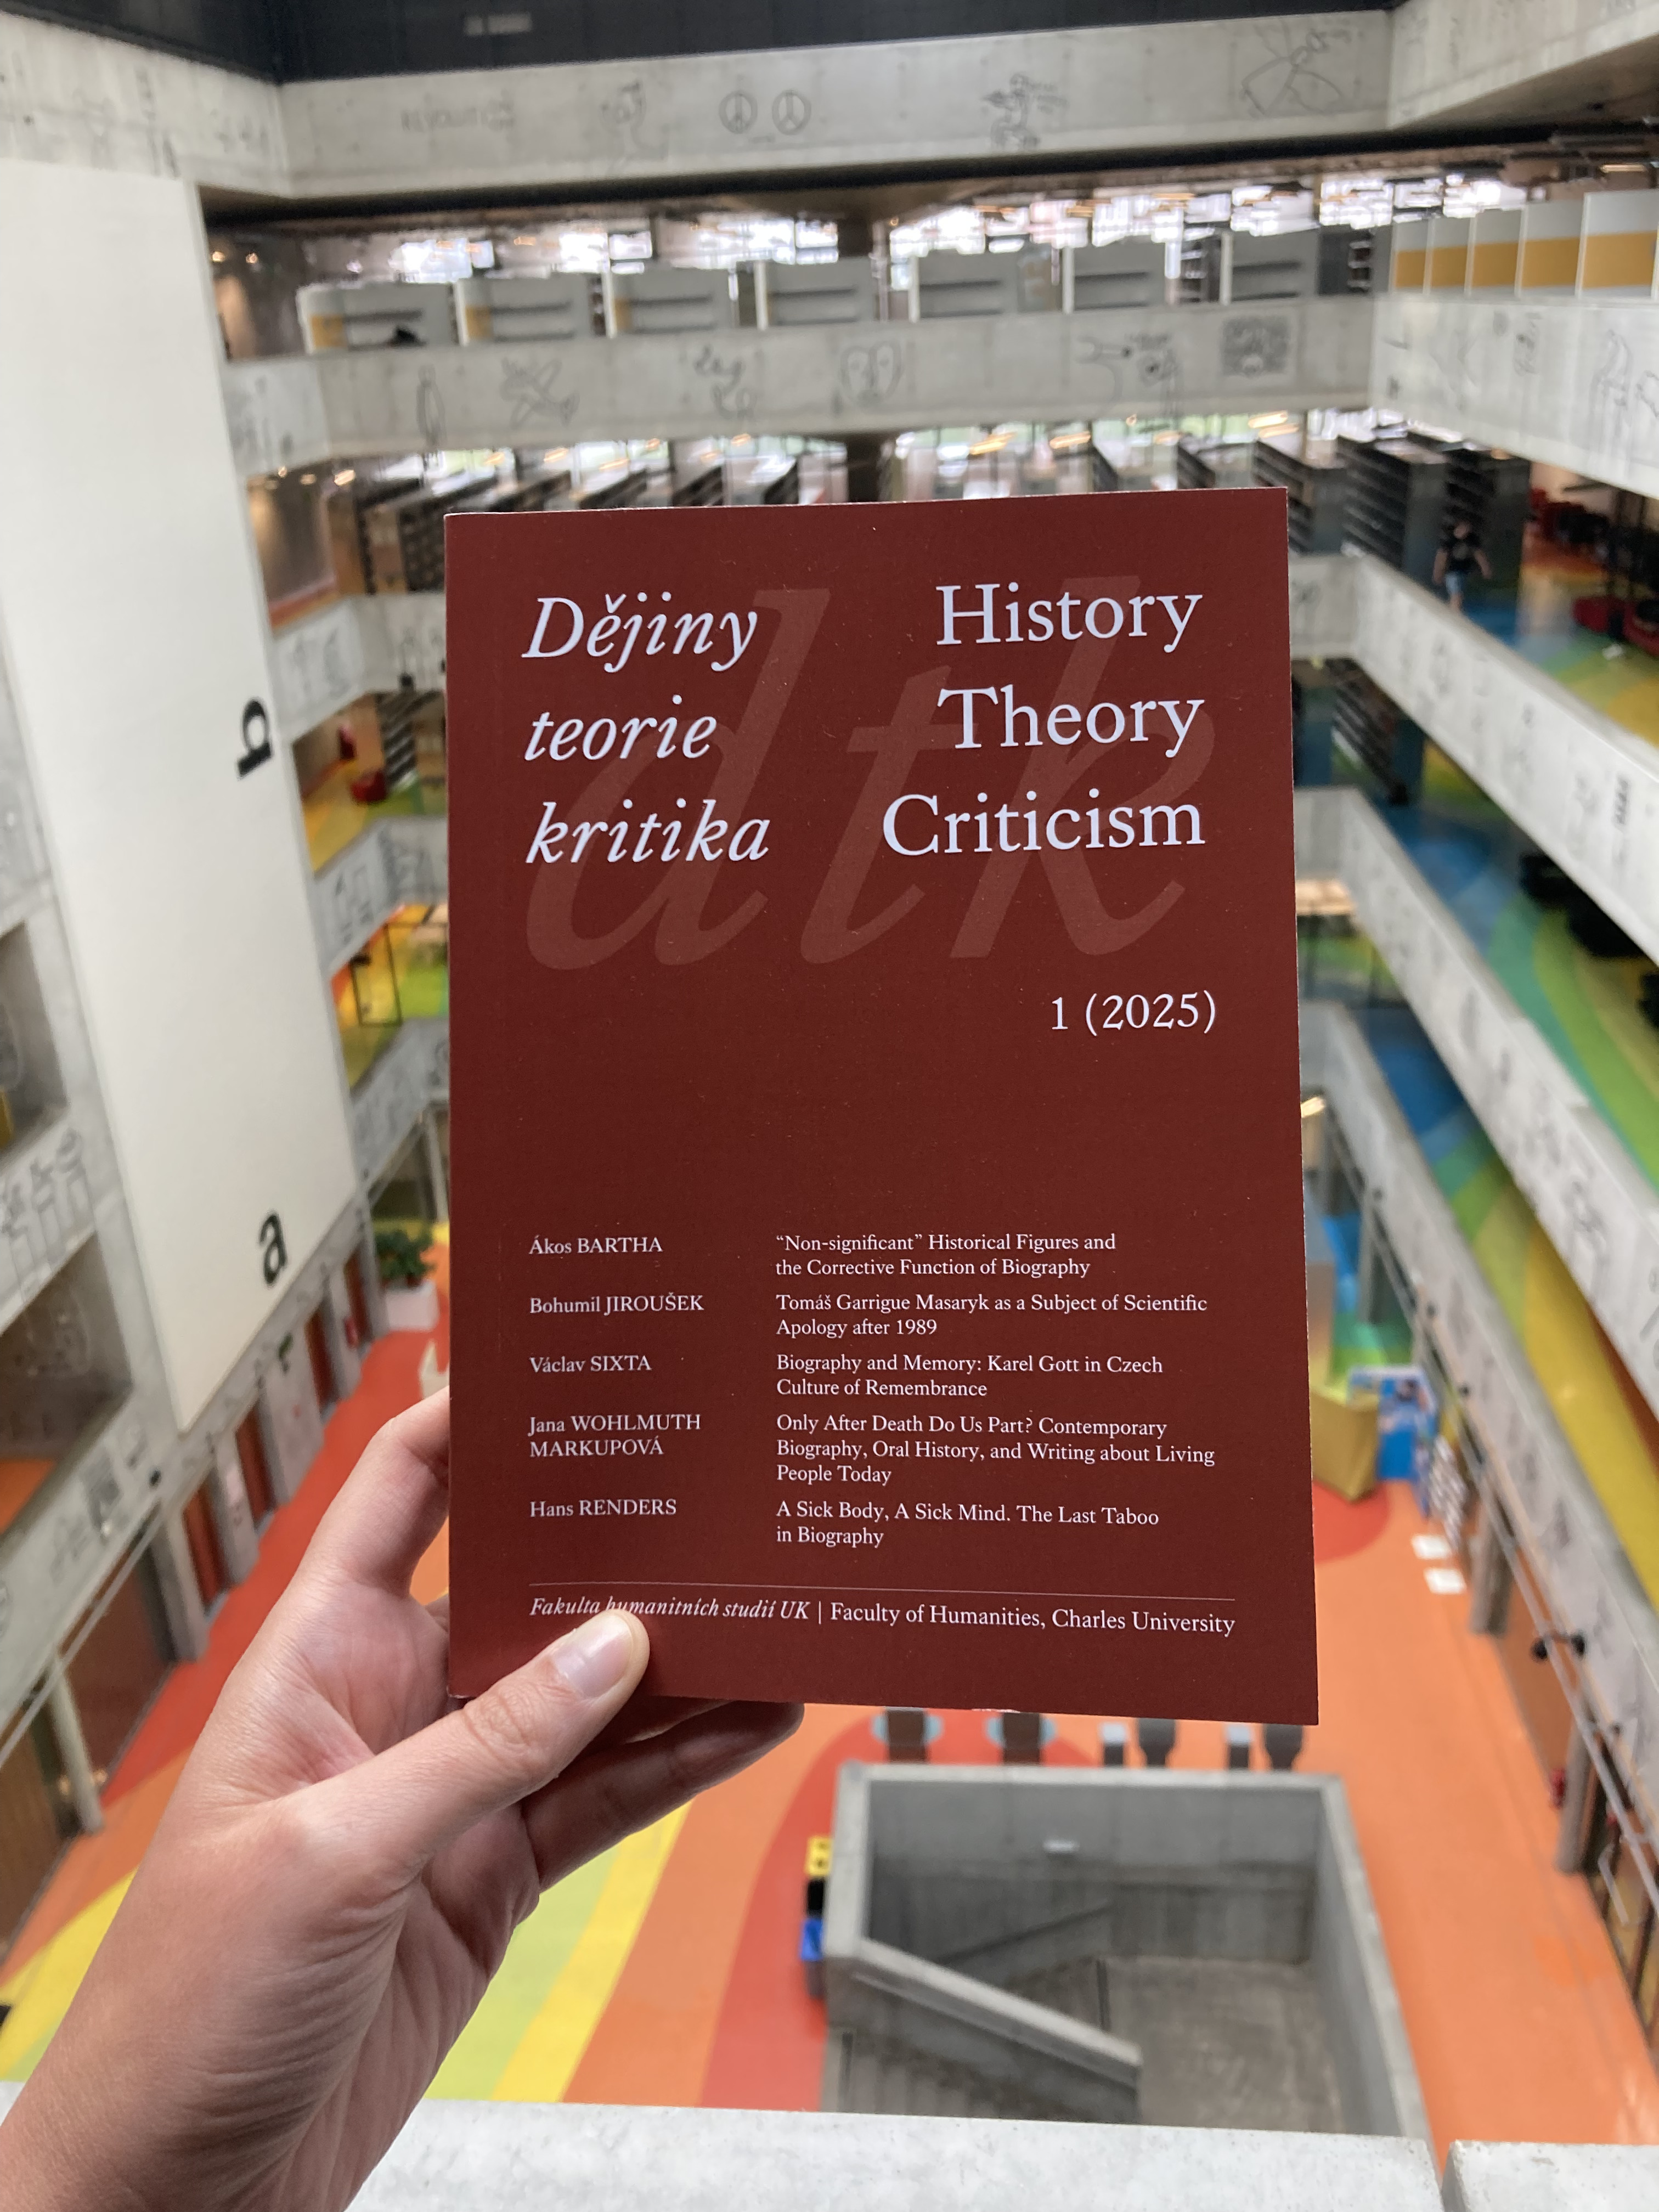 Dějiny
teorie
kritika
History
Theory
Criticism
dtk
1 (2025)
Ákos BARTHA
“Non-significant” Historical Figures and
the Corrective Function of Biography
Bohumil JIROUŠEK
Tomáš Garrigue Masaryk as a Subject of Scientific
Apology after 1989
Václav SIXTA
Biography and Memory: Karel Gott in Czech
Culture of Remembrance
Jana WOHLMUTH
MARKUPOVÁ
Only After Death Do Us Part? Contemporary
Biography, Oral History, and Writing about Living
People Today
Hans RENDERS
A Sick Body, A Sick Mind. The Last Taboo
in Biography
Fakulta humanitních studií UK | Faculty of Humanities, Charles University
a